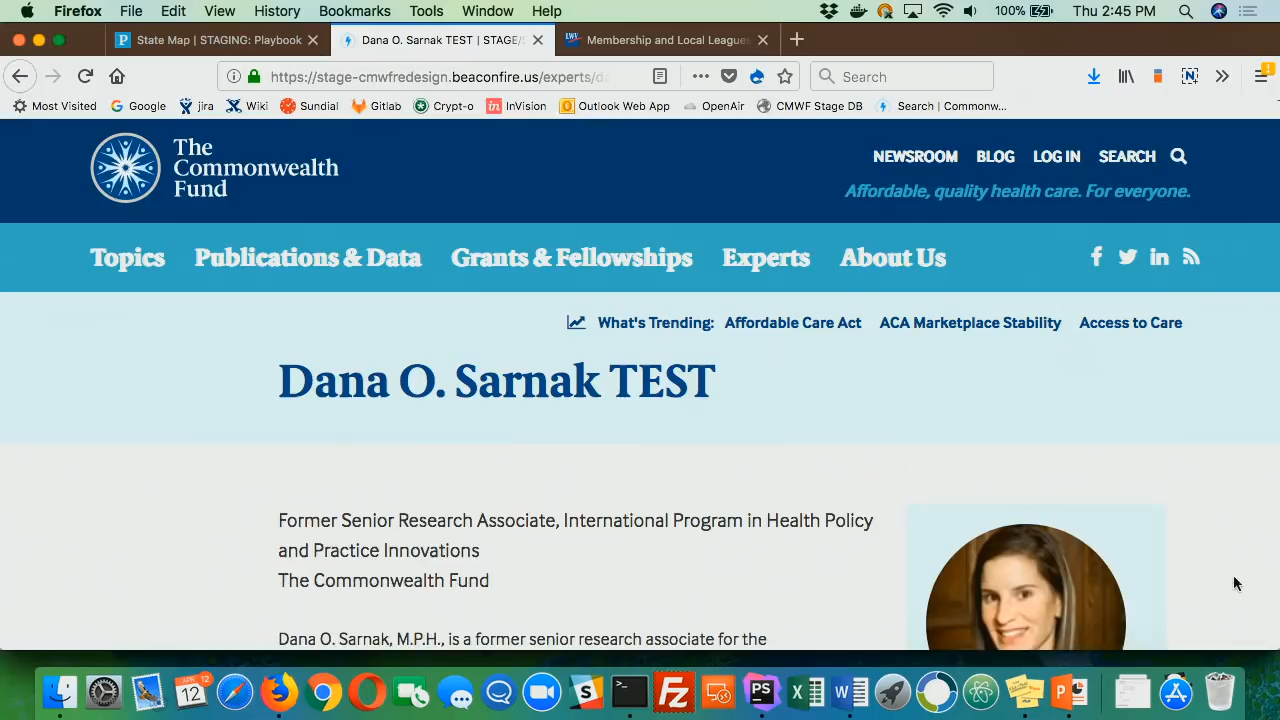 Firefox File Edit View History Bookmarks Tools Window Help 100% Thu 2:45 PM
State Map | STAGING: Playbook Dana O. Sarnak TEST | STAGE/ Membership and Local Leagues
https://stage-cmwfredesign.beaconfire.us/experts/da Search
Most Visited Google jira Wiki Sundial Gitlab Crypt-o InVision Outlook Web App OpenAir CMWF Stage DB Search | Commonw...
The
Commonwealth
Fund
NEWSROOM BLOG LOG IN SEARCH
Affordable, quality health care. For everyone.
Topics Publications & Data Grants & Fellowships Experts About Us
What's Trending: Affordable Care Act ACA Marketplace Stability Access to Care
Dana O. Sarnak TEST
Former Senior Research Associate, International Program in Health Policy
and Practice Innovations
The Commonwealth Fund
Dana O. Sarnak, M.P.H., is a former senior research associate for the
APR 12
12